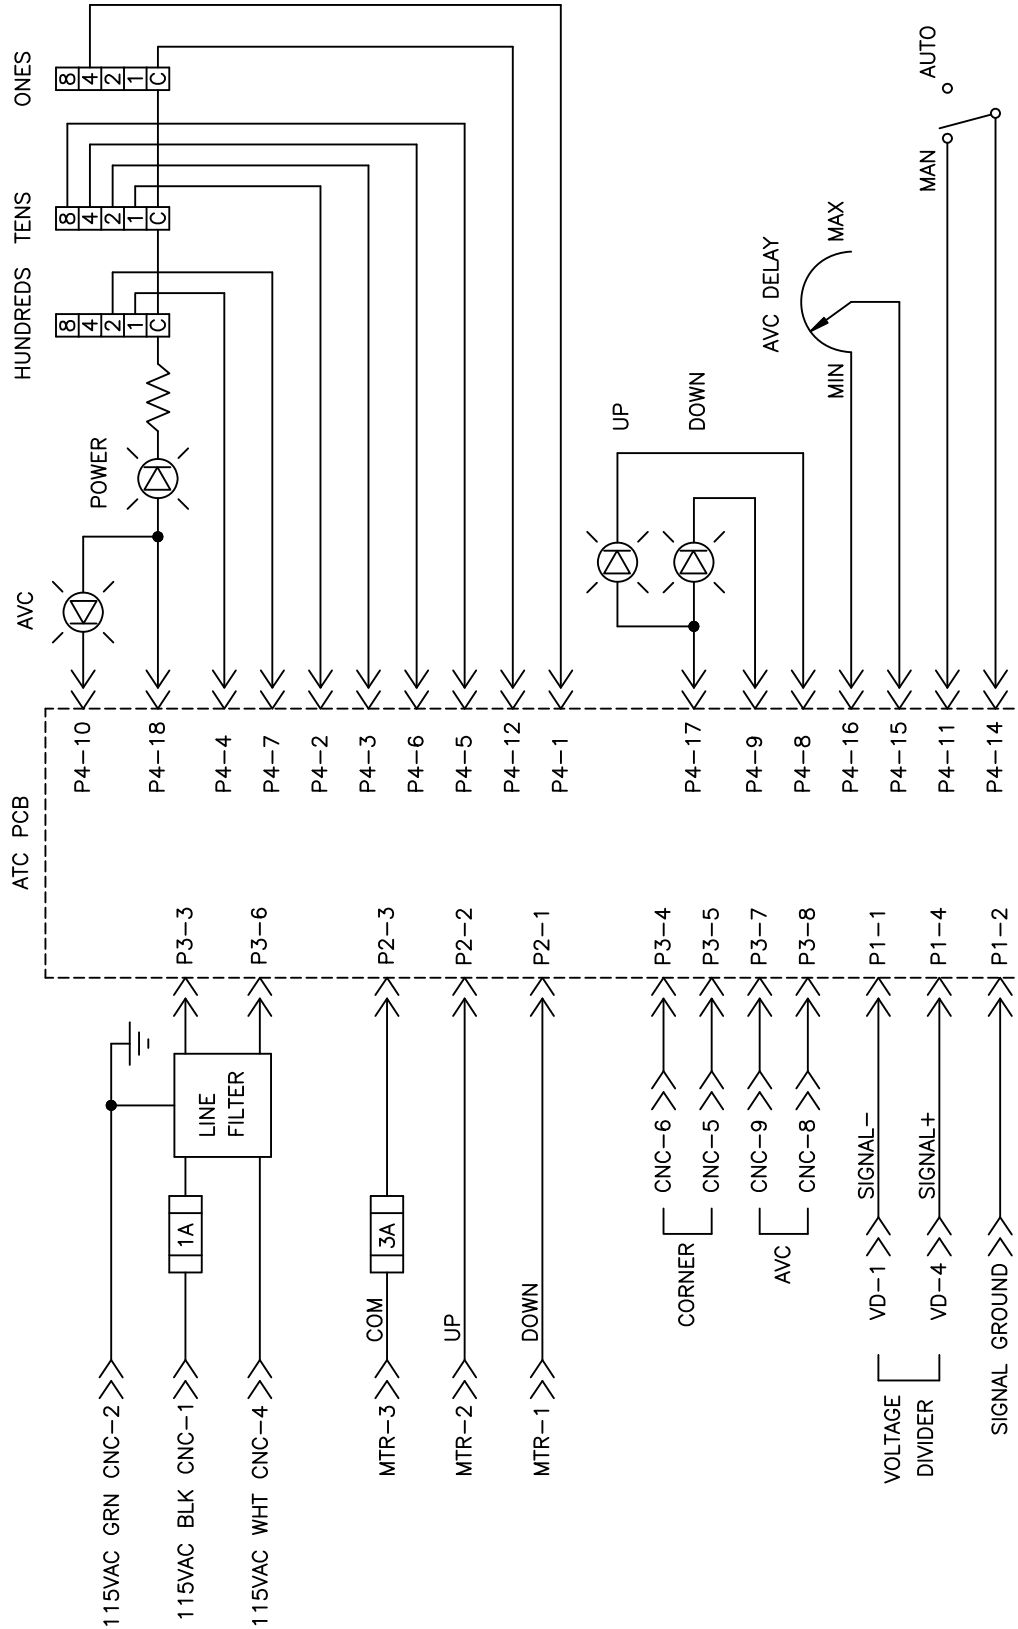 ATC PCB
115VAC GRN CNC-2
115VAC BLK CNC-1
1A
115VAC WHT CNC-4
LINE
FILTER
P3-3
P3-6
MTR-3
COM
3A
P2-3
MTR-2
UP
P2-2
MTR-1
DOWN
P2-1
CORNER
CNC-6
P3-4
CNC-5
P3-5
AVC
CNC-9
P3-7
CNC-8
P3-8
VOLTAGE
DIVIDER
VD-1
SIGNAL-
P1-1
VD-4
SIGNAL+
P1-4
SIGNAL GROUND
P1-2
P4-10
AVC
P4-18
POWER
HUNDREDS
8
4
2
1
C
TENS
8
4
2
1
C
ONES
8
4
2
1
C
P4-4
P4-7
P4-2
P4-3
P4-6
P4-5
P4-12
P4-1
P4-17
P4-9
P4-8
UP
DOWN
P4-16
P4-15
AVC DELAY
MIN
MAX
P4-11
P4-14
MAN
AUTO